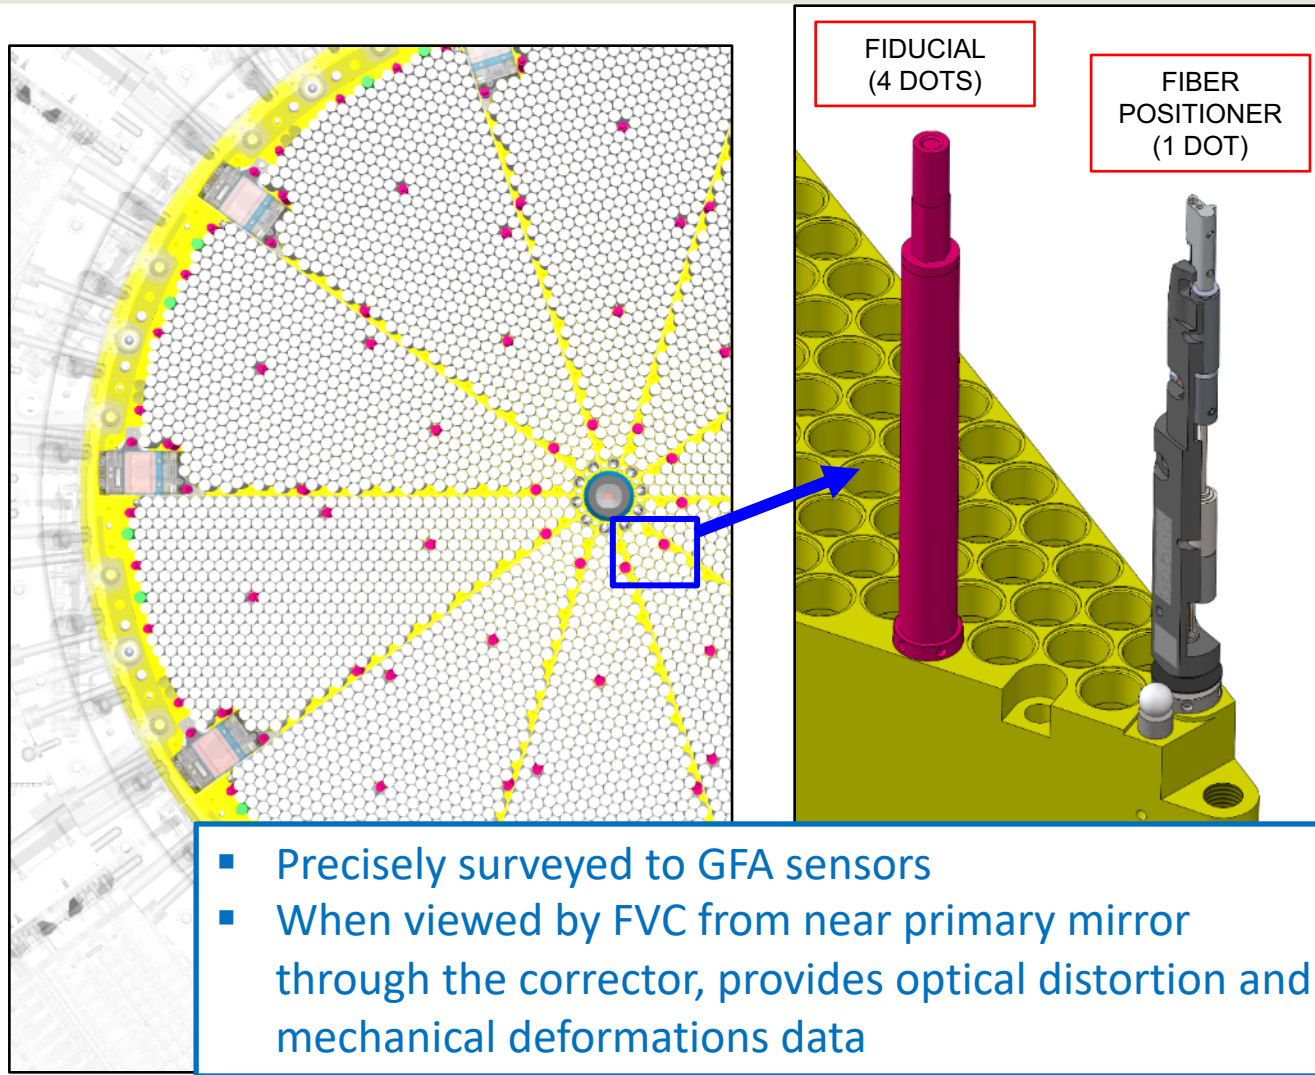 FIDUCIAL
(4 DOTS)
FIBER
POSITIONER
(1 DOT)
▪ Precisely surveyed to GFA sensors
▪ When viewed by FVC from near primary mirror
through the corrector, provides optical distortion and
mechanical deformations data